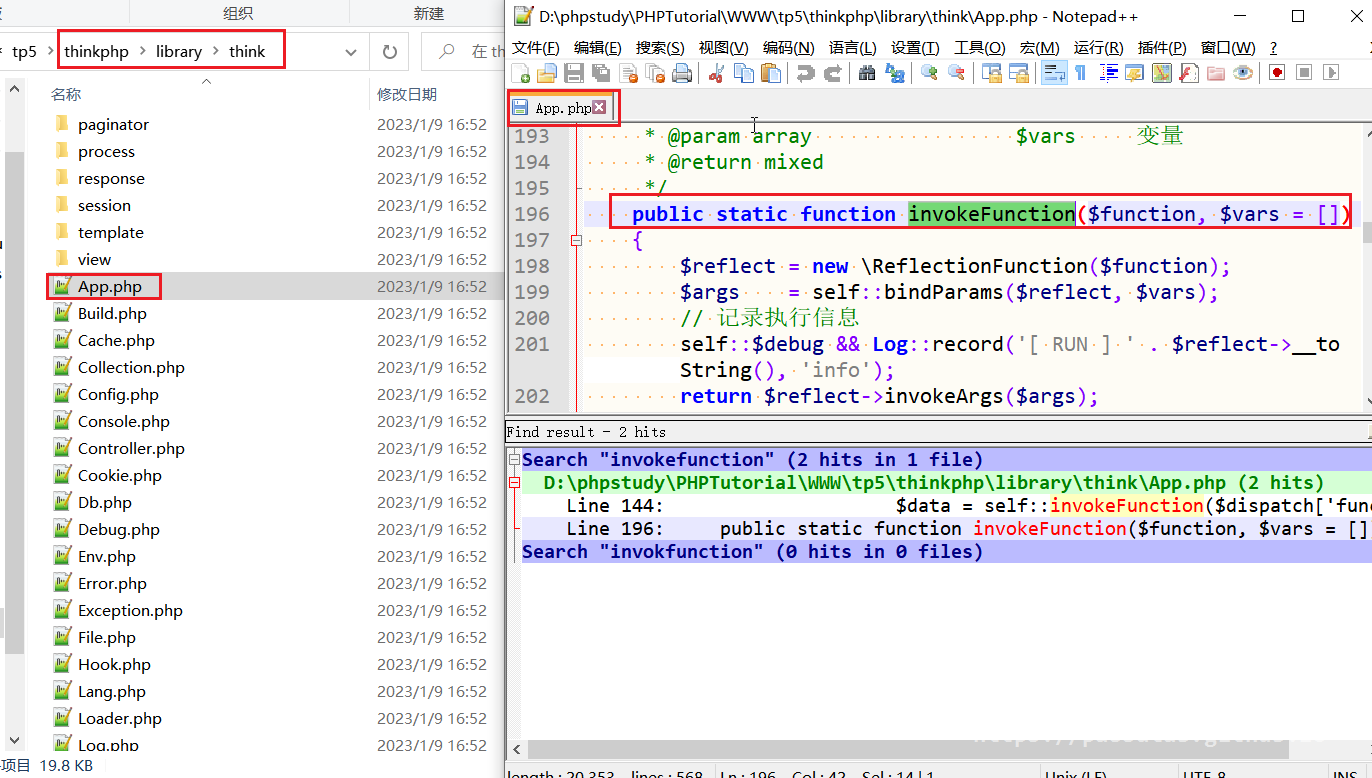 组织
新建
tp5 thinkphp library think
在 th
名称 修改日期
paginator 2023/1/9 16:52
process 2023/1/9 16:52
response 2023/1/9 16:52
session 2023/1/9 16:52
template 2023/1/9 16:52
view 2023/1/9 16:52
App.php 2023/1/9 16:52
Build.php 2023/1/9 16:52
Cache.php 2023/1/9 16:52
Collection.php 2023/1/9 16:52
Config.php 2023/1/9 16:52
Console.php 2023/1/9 16:52
Controller.php 2023/1/9 16:52
Cookie.php 2023/1/9 16:52
Db.php 2023/1/9 16:52
Debug.php 2023/1/9 16:52
Env.php 2023/1/9 16:52
Error.php 2023/1/9 16:52
Exception.php 2023/1/9 16:52
File.php 2023/1/9 16:52
Hook.php 2023/1/9 16:52
Lang.php 2023/1/9 16:52
Loader.php 2023/1/9 16:52
Log.php 2023/1/9 16:52
项目 19.8 KB
D:\phpstudy\PHPTutorial\WWW\tp5\thinkphp\library\think\App.php - Notepad++
文件(F) 编辑(E) 搜索(S) 视图(V) 编码(N) 语言(L) 设置(T) 工具(O) 宏(M) 运行(R) 插件(P) 窗口(W) ?
App.php
193 * @param array $vars 变量
194 * @return mixed
195 */
196 public static function invokeFunction($function, $vars = [])
197 {
198 $reflect = new \ReflectionFunction($function);
199 $args = self::bindParams($reflect, $vars);
200 // 记录执行信息
201 self::$debug && Log::record('[ RUN ] ' . $reflect->__to
String(), 'info');
202 return $reflect->invokeArgs($args);
Find result - 2 hits
Search "invokefunction" (2 hits in 1 file)
D:\phpstudy\PHPTutorial\WWW\tp5\thinkphp\library\think\App.php (2 hits)
Line 144: $data = self::invokeFunction($dispatch['func
Line 196: public static function invokeFunction($function, $vars = []
Search "invokfunction" (0 hits in 0 files)
length : 20,353 lines : 568 Ln : 196 Col : 42 Sel : 14 | 1 Unix (LF) UTF-8 INS